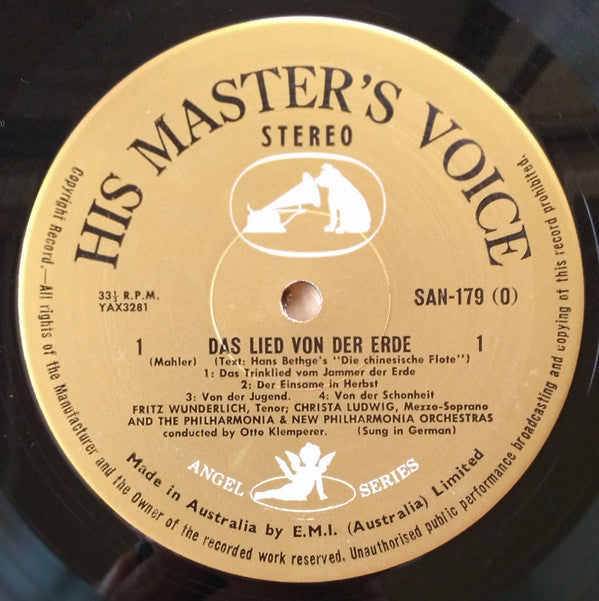 HIS MASTER'S VOICE
STEREO
33⅓ R.P.M.
YAX3281
SAN-179 (O)
1 DAS LIED VON DER ERDE 1
(Mahler) (Text: Hans Bethge's "Die chinesische Flote")
1: Das Trinklied vom Jammer der Erde
2: Der Einsame in Herbst
3: Von der Jugend. 4: Von der Schonheit
FRITZ WUNDERLICH, Tenor; CHRISTA LUDWIG, Mezzo-Soprano
AND THE PHILHARMONIA & NEW PHILHARMONIA ORCHESTRAS
conducted by Otto Klemperer. (Sung in German)
ANGEL SERIES
Made in Australia by E.M.I. (Australia) Limited
Copyright Record.—All rights of the Manufacturer and the Owner of the recorded work reserved. Unauthorised public performance broadcasting and copying of this record prohibited.